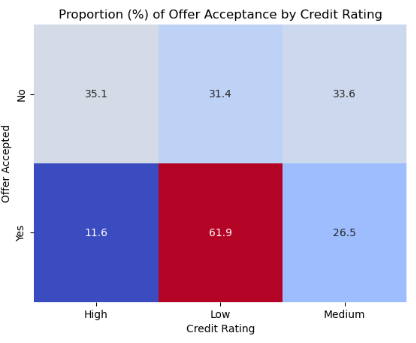 Proportion (%) of Offer Acceptance by Credit Rating
Offer Accepted
No
35.1 31.4 33.6
Yes
11.6 61.9 26.5
High Low Medium
Credit Rating